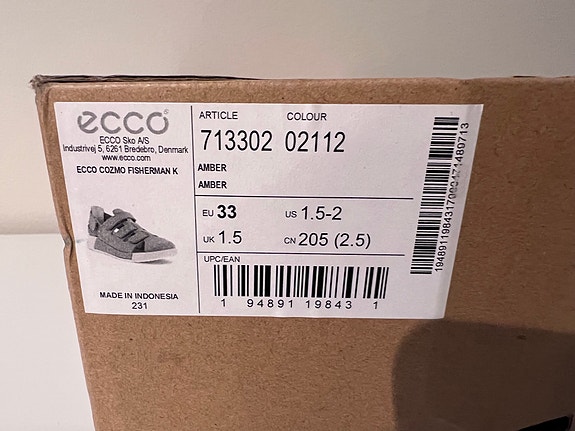 ecco
ECCO Sko A/S
Industrivej 5, 6261 Bredebro, Denmark
www.ecco.com
ECCO COZMO FISHERMAN K
MADE IN INDONESIA
231
ARTICLE COLOUR
713302 02112
AMBER
AMBER
EU 33 US 1.5-2
UK 1.5 CN 205 (2.5)
UPC/EAN
1 94891 19843 1